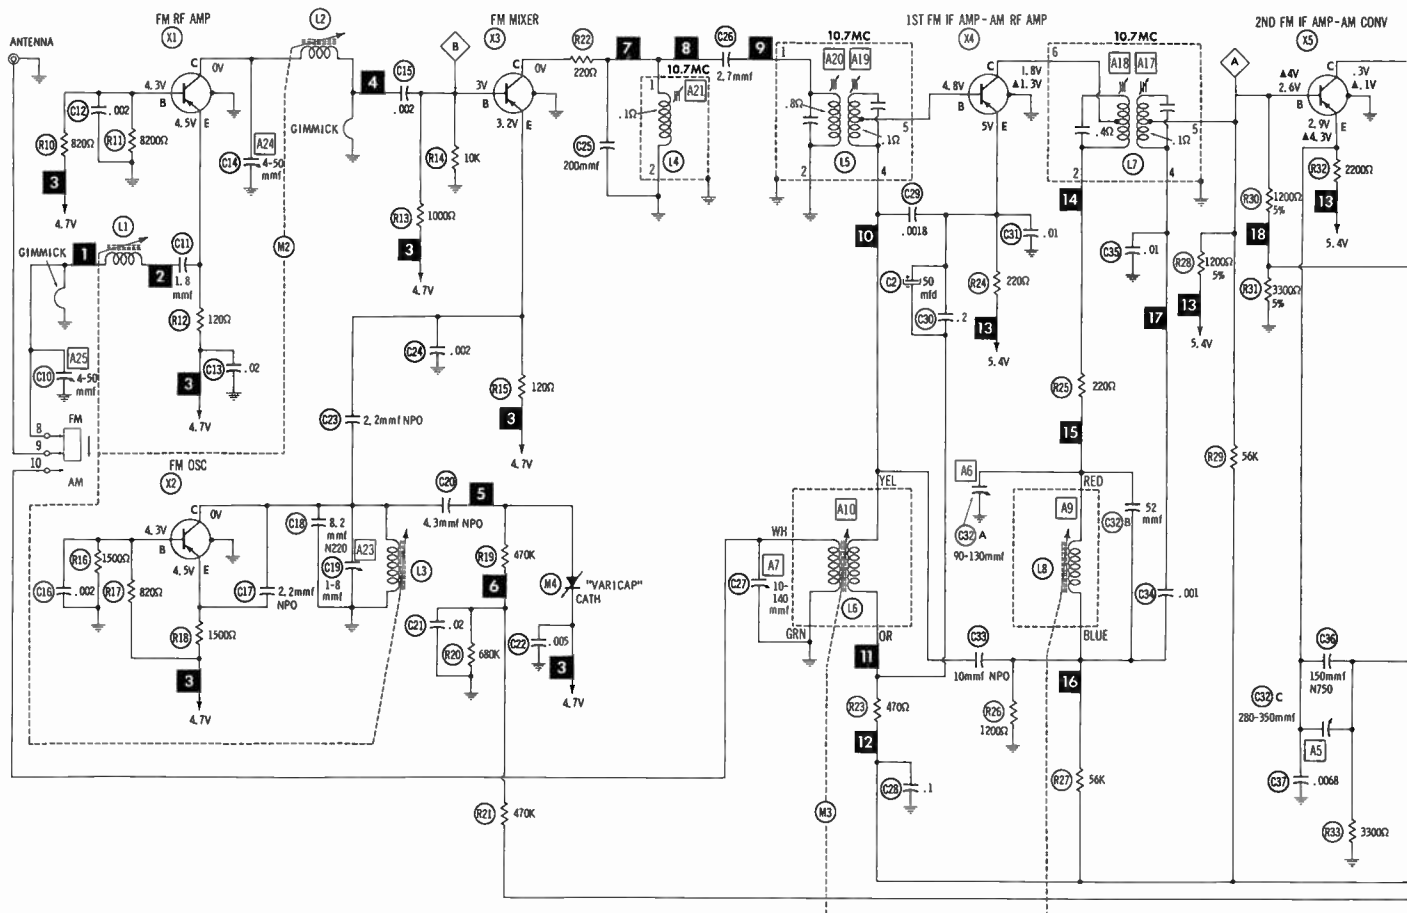 FM RF AMP
X1
L2
FM MIXER
X3
1ST FM IF AMP-AM RF AMP
X4
2ND FM IF AMP-AM CONV
X5
ANTENNA
C 0V
4.3V
B
4.5V E
C12 .002
R11 8200Ω
R10 820Ω
3
4.7V
A24
C14 4-50 mmf
GIMMICK
4
C15 .002
B
R14 10K
R13 1000Ω
3
4.7V
C 0V
3V
B
3.2V E
R22 220Ω
7
8
C26 2.7mmf
9
C25 200mmf
10.7MC
1
A21
.1Ω
2
L4
10.7MC
1
A20 A19
.8Ω
.1Ω
5
2 4
L5
C 1.8V
▲1.3V
4.8V
B
5V E
10.7MC
6
A18 A17
.4Ω
.1Ω
5
2 4
L7
A
C .3V
▲.1V
▲4V
2.6V
B
2.9V
▲4.3V E
R32 2200Ω
13
5.4V
R30 1200Ω 5%
18
R31 3300Ω 5%
R28 1200Ω 5%
13
5.4V
GIMMICK
1
L1
2
C11 1.8 mmf
M2
R12 120Ω
C13 .02
3
4.7V
A25
C10 4-50 mmf
FM
8
9
10
AM
C24 .002
R15 120Ω
3
4.7V
C23 2.2mmf NPO
10
C29 .0018
C31 .01
C2 50 mfd
C30 .2
R24 220Ω
13
5.4V
14
C35 .01
17
R25 220Ω
15
R29 56K
FM OSC
X2
C 0V
4.3V
B
4.5V E
R16 1500Ω
C16 .002
R17 820Ω
R18 1500Ω
3
4.7V
C17 2.2mmf NPO
C18 8.2 mmf N220
A23
C19 1-8 mmf
L3
C20 4.3mmf NPO
5
R19 470K
6
M4 "VARICAP"
CATH
C21 .02
R20 680K
C22 .005
3
4.7V
R21 470K
YEL
WH
A10
A7
C27 10-140 mmf
L6
GRN
OR
11
R23 470Ω
12
C28 .1
M3
A6
C32 A
90-130mmf
RED
A9
L8
BLUE
C32 B
52 mmf
C34 .001
C33 10mmf NPO
16
R26 1200Ω
R27 56K
C36 150mmf N750
C32 C
280-350mmf
A5
C37 .0068
R33 3300Ω